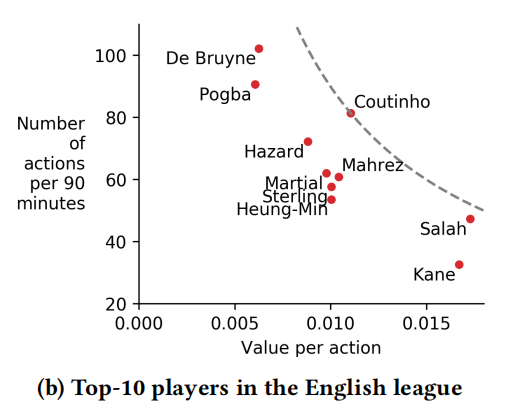 100
80
60
40
20
Number
of
actions
per 90
minutes
De Bruyne
Pogba
Coutinho
Hazard
Mahrez
Martial
Sterling
Heung-Min
Salah
Kane
0.000 0.005 0.010 0.015
Value per action
(b) Top-10 players in the English league